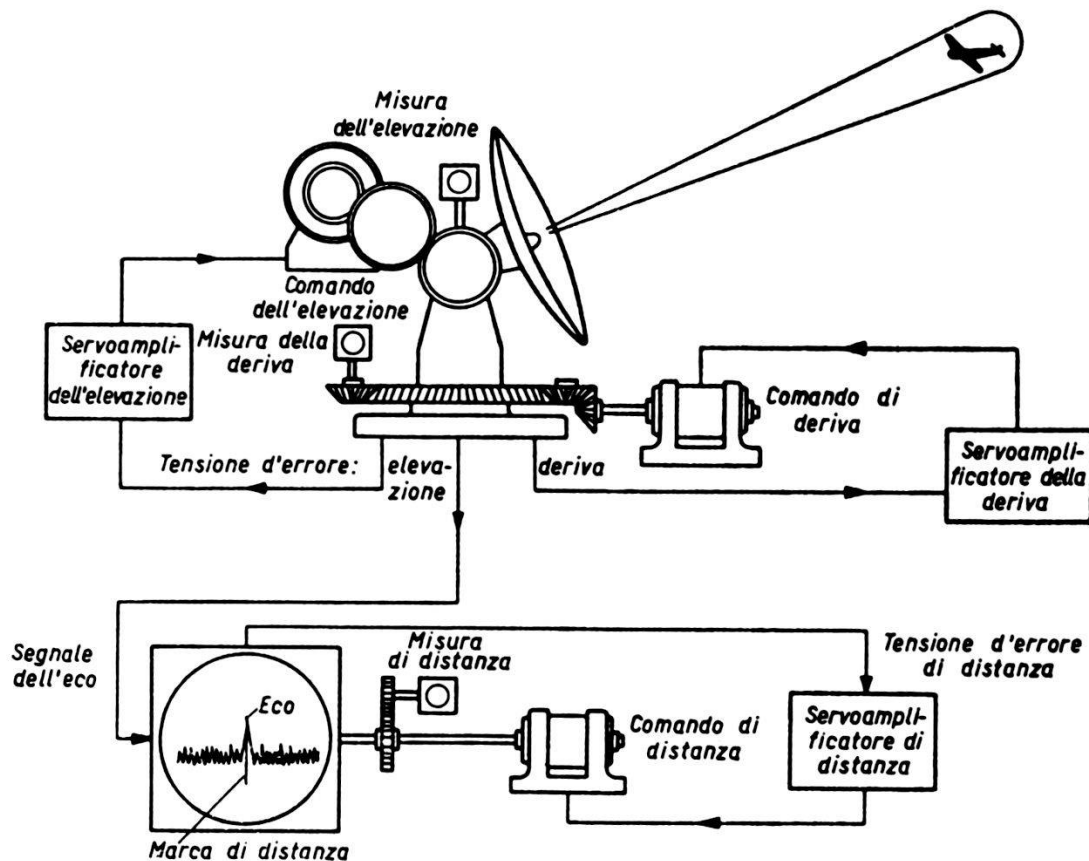 Misura
dell'elevazione
Comando
dell'elevazione
Misura della
deriva
Servoampli-
ficatore
dell'elevazione
Comando di
deriva
Servoampli-
ficatore della
deriva
Tensione d'errore:
eleva-
zione
deriva
Segnale
dell'eco
Misura
di distanza
Tensione d'errore
di distanza
Eco
Comando di
distanza
Servoampli-
ficatore di
distanza
Marca di distanza